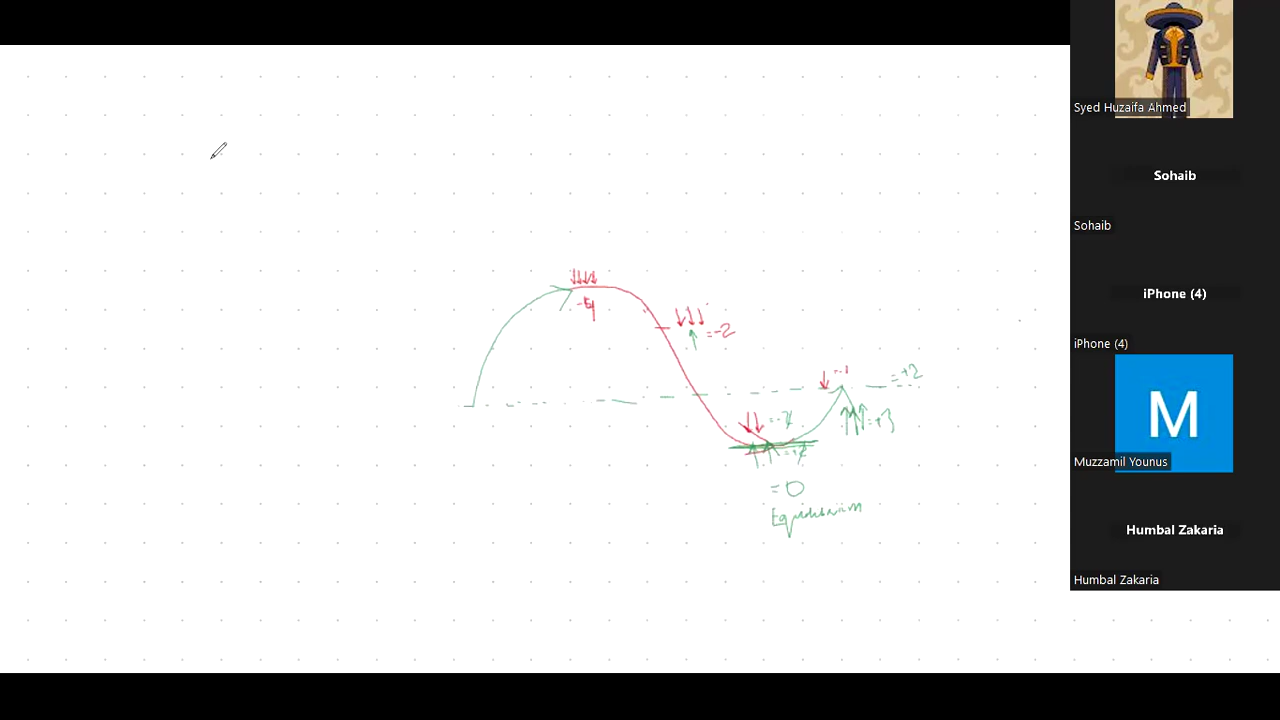 Syed Huzaifa Ahmed
Sohaib
Sohaib
iPhone (4)
iPhone (4)
M
Muzzamil Younus
Humbal Zakaria
Humbal Zakaria
-4
=-2
-1
=+2
=+3
=0
Equilibrium